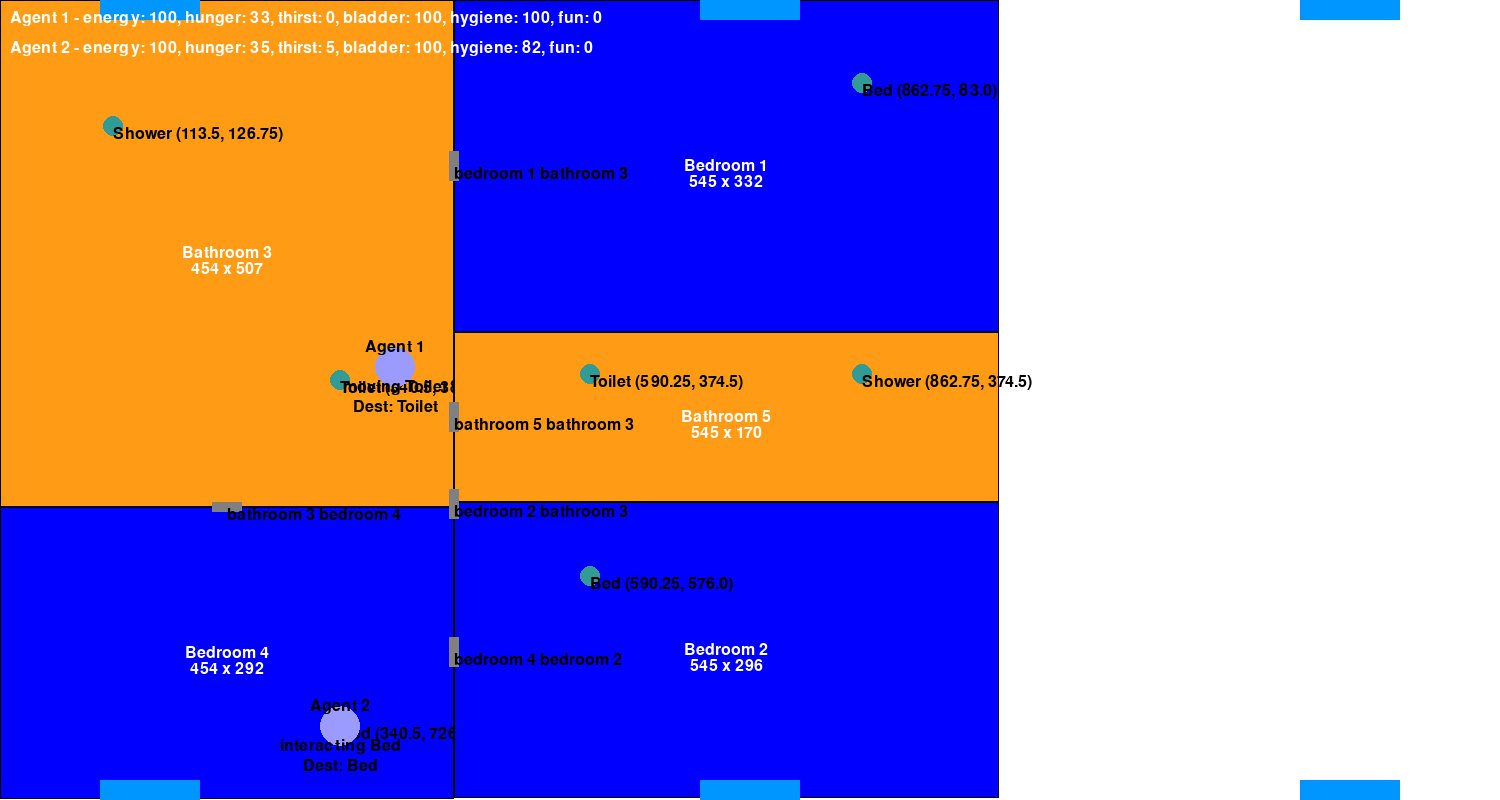 Agent 1 - energy: 100, hunger: 33, thirst: 0, bladder: 100, hygiene: 100, fun: 0
Agent 2 - energy: 100, hunger: 35, thirst: 5, bladder: 100, hygiene: 82, fun: 0
Bed (862.75, 83.0)
Shower (113.5, 126.75)
Bedroom 1
545 x 332
bedroom 1 bathroom 3
Bathroom 3
454 x 507
Agent 1
moving Toilet
Dest: Toilet
Toilet (590.25, 374.5)
Shower (862.75, 374.5)
Bathroom 5
545 x 170
bathroom 5 bathroom 3
bathroom 3 bedroom 4
bedroom 2 bathroom 3
Bed (590.25, 576.0)
Bedroom 4
454 x 292
bedroom 4 bedroom 2
Bedroom 2
545 x 296
Agent 2
(340.5, 726
interacting Bed
Dest: Bed